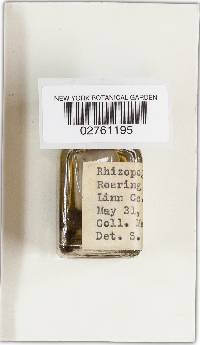 NEW YORK BOTANICAL GARDEN
02761195
Rhizopo
Roaring
Linn Co.
May 31,
Coll.
Det. S.